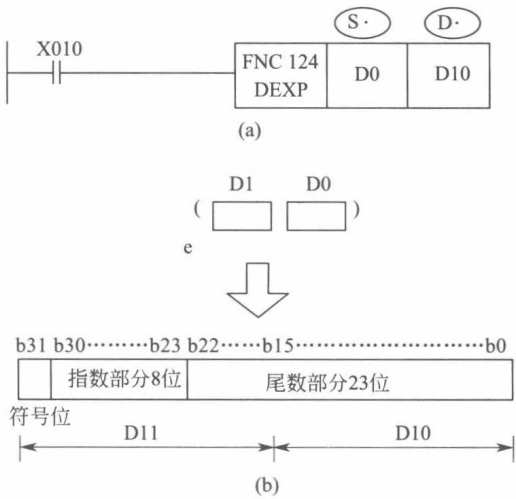 S· D·
X010
FNC 124 D0 D10
DEXP
(a)
D1 D0
( )
e
b31 b30………b23 b22……b15……………………b0
指数部分8位 尾数部分23位
符号位
D11 D10
(b)